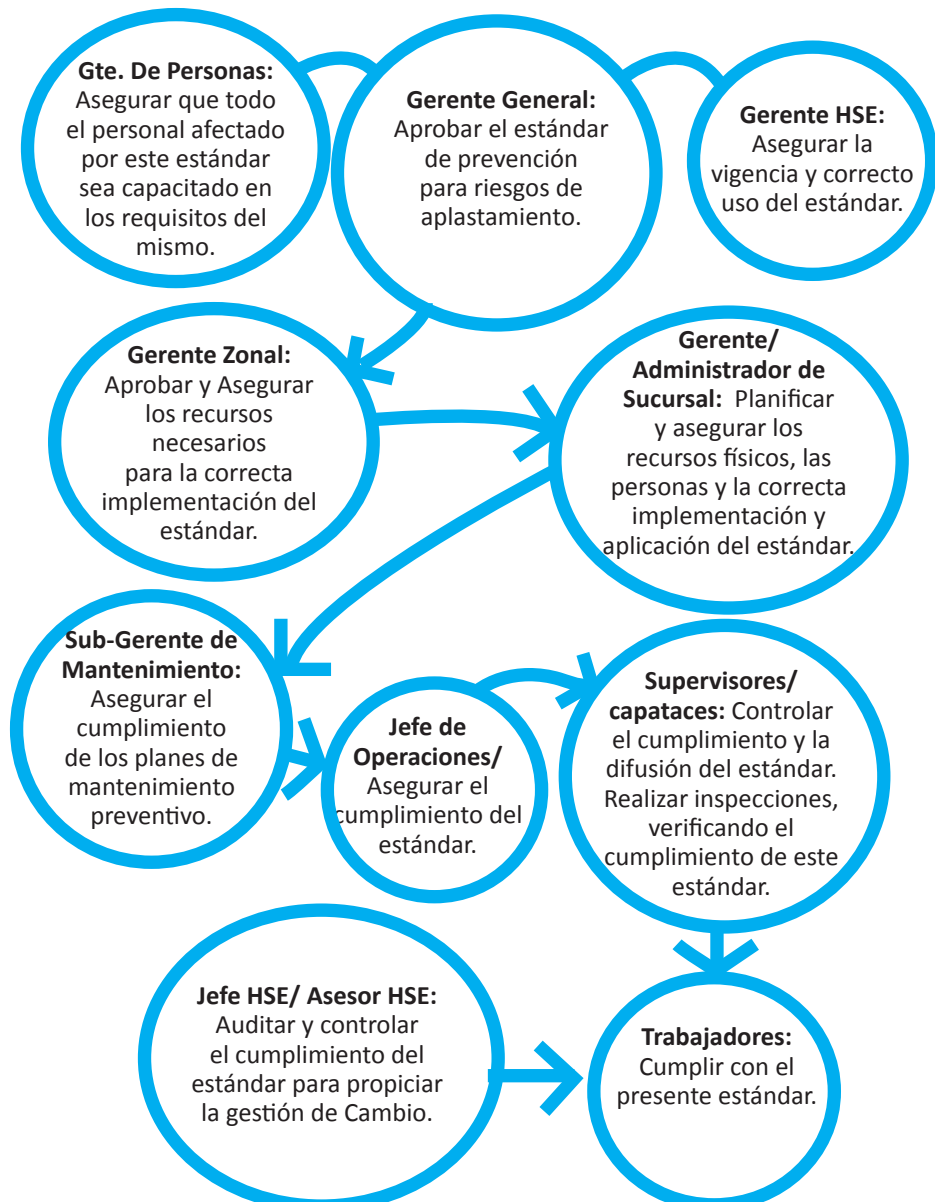 Gte. De Personas:
Asegurar que todo
el personal afectado
por este estándar
sea capacitado en
los requisitos del
mismo.
Gerente General:
Aprobar el estándar
de prevención
para riesgos de
aplastamiento.
Gerente HSE:
Asegurar la
vigencia y correcto
uso del estándar.
Gerente Zonal:
Aprobar y Asegurar
los recursos
necesarios
para la correcta
implementación del
estándar.
Gerente/
Administrador de
Sucursal: Planificar
y asegurar los
recursos físicos, las
personas y la correcta
implementación y
aplicación del estándar.
Sub-Gerente de
Mantenimiento:
Asegurar el
cumplimiento
de los planes de
mantenimiento
preventivo.
Jefe de
Operaciones/
Asegurar el
cumplimiento del
estándar.
Supervisores/
capataces: Controlar
el cumplimiento y la
difusión del estándar.
Realizar inspecciones,
verificando el
cumplimiento de este
estándar.
Jefe HSE/ Asesor HSE:
Auditar y controlar
el cumplimiento del
estándar para propiciar
la gestión de Cambio.
Trabajadores:
Cumplir con el
presente estándar.